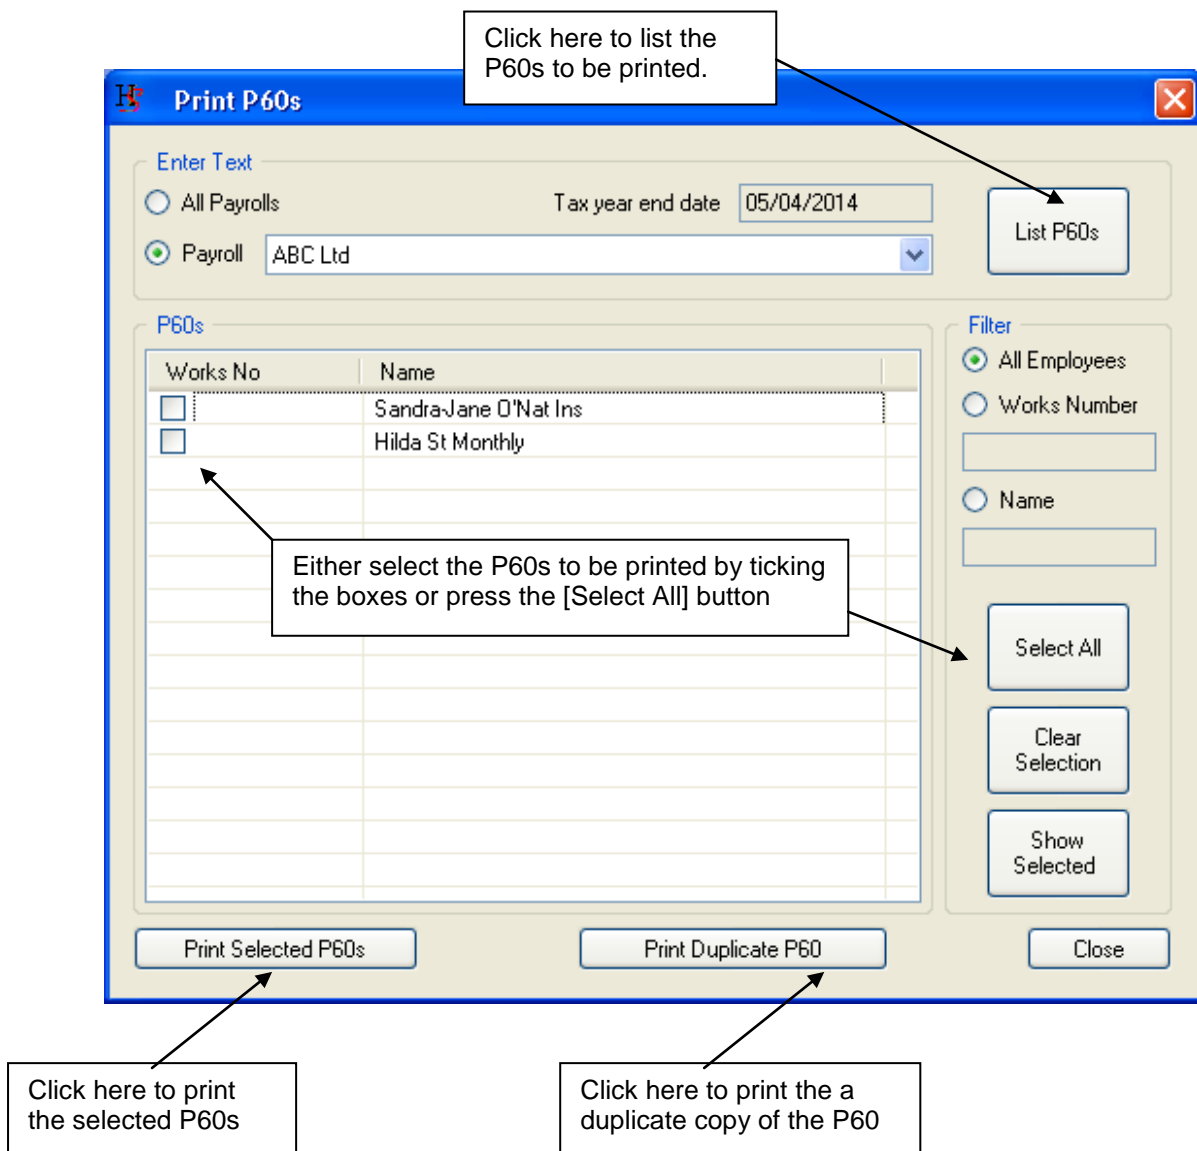 Click here to list the
P60s to be printed.
Print P60s
Enter Text
All Payrolls
Tax year end date 05/04/2014
List P60s
Payroll ABC Ltd
P60s
Filter
Works No Name
All Employees
Sandra-Jane O'Nat Ins
Works Number
Hilda St Monthly
Name
Either select the P60s to be printed by ticking
the boxes or press the [Select All] button
Select All
Clear
Selection
Show
Selected
Print Selected P60s
Print Duplicate P60
Close
Click here to print
the selected P60s
Click here to print the a
duplicate copy of the P60